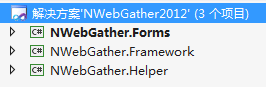 解决方案'NWebGather2012' (3 个项目)
C# NWebGather.Forms
C# NWebGather.Framework
C# NWebGather.Helper